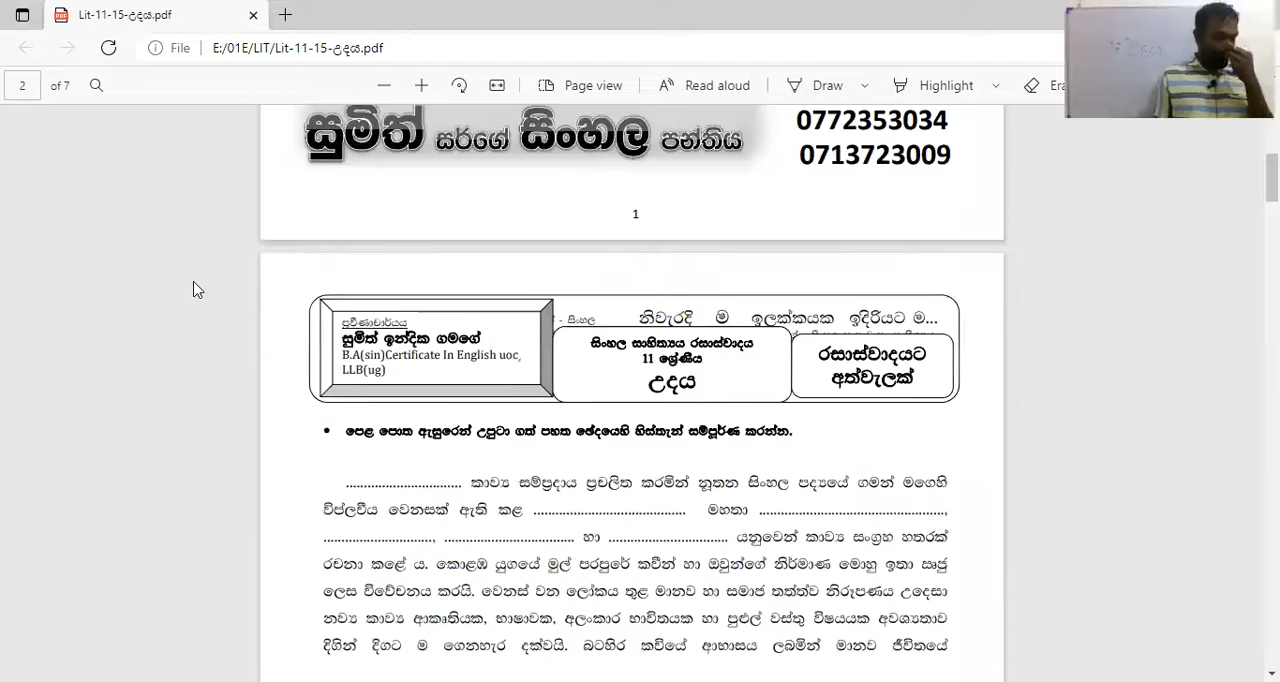 Lit-11-15-උදය.pdf
File E:/01E/LIT/Lit-11-15-උදය.pdf
2 of 7 Page view Read aloud Draw Highlight
සුමිත් සර්ගේ සිංහල පන්තිය
0772353034
0713723009
1
ප්‍රවීණාචාර්යය
සුමිත් ඉන්දික ගමගේ
B.A(sin)Certificate In English uoc,
LLB(ug)
- සිංහල නිවැරදි ම ඉලක්කයක ඉදිරියට ම...
සිංහල සාහිත්‍යය රසාස්වාදය
11 ශ්‍රේණිය
උදය
රසාස්වාදයට
අත්වැලක්
• පෙළ පොත ඇසුරෙන් උපුටා ගත් පහත ඡේදයෙහි හිස්තැන් සම්පූර්ණ කරන්න.
................................ කාව්‍ය සම්ප්‍රදාය ප්‍රචලිත කරමින් නූතන සිංහල පද්‍යයේ ගමන් මගෙහි
විප්ලවීය වෙනසක් ඇති කළ .......................................... මහතා ...................................................,
.............................., .................................... හා ................................. යනුවෙන් කාව්‍ය සංග්‍රහ හතරක්
රචනා කළේ ය. කොළඹ යුගයේ මුල් පරපුරේ කවීන් හා ඔවුන්ගේ නිර්මාණ මොහු ඉතා ඍජු
ලෙස විවේචනය කරයි. වෙනස් වන ලෝකය තුළ මානව හා සමාජ තත්ත්ව නිරූපණය උදෙසා
නව්‍ය කාව්‍ය ආකෘතියක, භාෂාවක, අලංකාර භාවිතයක හා පුළුල් වස්තු විෂයයක අවශ්‍යතාව
දිගින් දිගට ම ගෙනහැර දක්වයි. බටහිර කවියේ ආභාසය ලබමින් මානව ජීවිතයේ